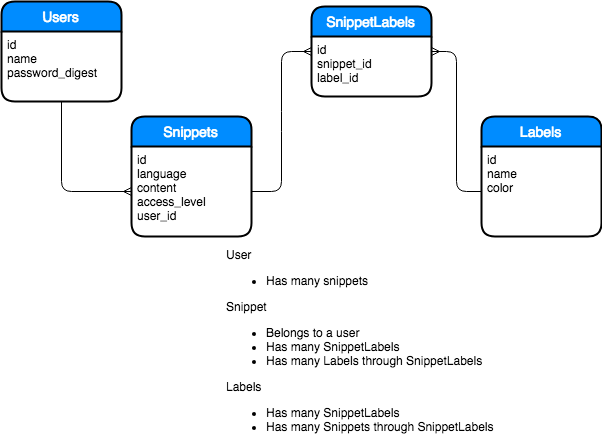 Users
id
name
password_digest
SnippetLabels
id
snippet_id
label_id
Snippets
id
language
content
access_level
user_id
Labels
id
name
color
User
• Has many snippets
Snippet
• Belongs to a user
• Has many SnippetLabels
• Has many Labels through SnippetLabels
Labels
• Has many SnippetLabels
• Has many Snippets through SnippetLabels